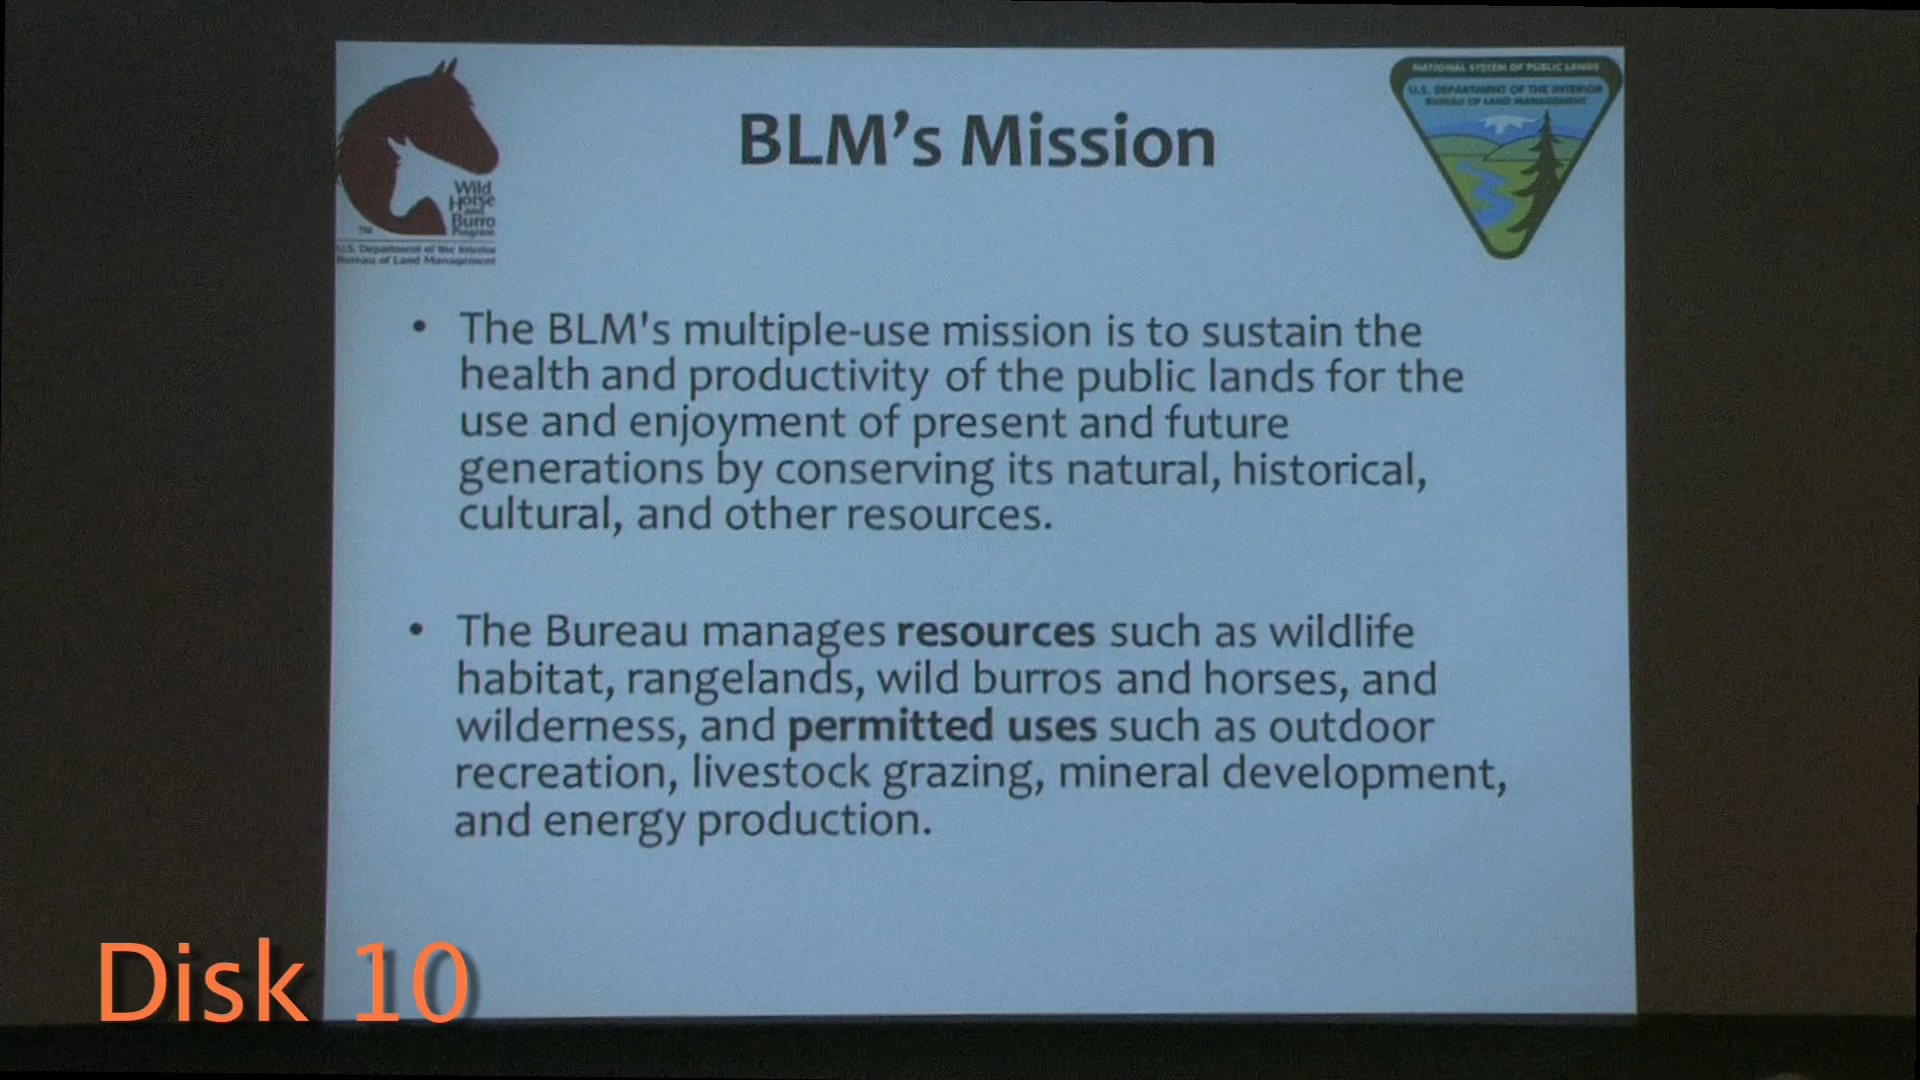 Wild
Horse
and
Burro
Program
TM
U.S. Department of the Interior
Bureau of Land Management
BLM's Mission
NATIONAL SYSTEM OF PUBLIC LANDS
U.S. DEPARTMENT OF THE INTERIOR
BUREAU OF LAND MANAGEMENT
• The BLM's multiple-use mission is to sustain the
health and productivity of the public lands for the
use and enjoyment of present and future
generations by conserving its natural, historical,
cultural, and other resources.
• The Bureau manages resources such as wildlife
habitat, rangelands, wild burros and horses, and
wilderness, and permitted uses such as outdoor
recreation, livestock grazing, mineral development,
and energy production.
Disk 10